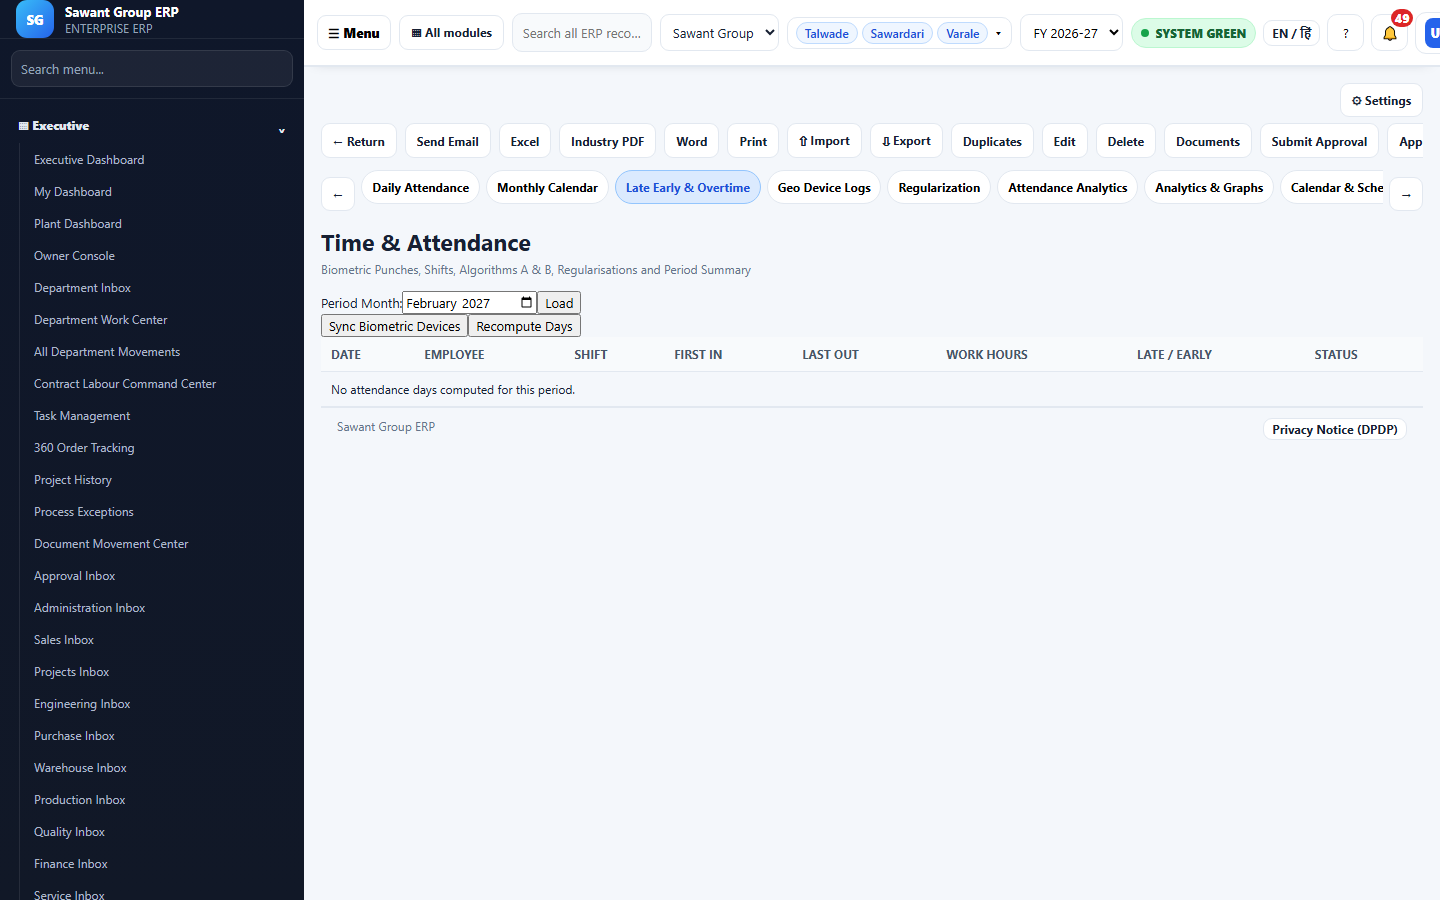 SG
Sawant Group ERP
ENTERPRISE ERP
Search menu...
Executive
Executive Dashboard
My Dashboard
Plant Dashboard
Owner Console
Department Inbox
Department Work Center
All Department Movements
Contract Labour Command Center
Task Management
360 Order Tracking
Project History
Process Exceptions
Document Movement Center
Approval Inbox
Administration Inbox
Sales Inbox
Projects Inbox
Engineering Inbox
Purchase Inbox
Warehouse Inbox
Production Inbox
Quality Inbox
Finance Inbox
Service Inbox
☰ Menu All modules Search all ERP reco... Sawant Group Talwade Sawardari Varale FY 2026-27 SYSTEM GREEN EN / हिं ? 49 U
Settings
← Return Send Email Excel Industry PDF Word Print ⇧ Import ⇩ Export Duplicates Edit Delete Documents Submit Approval App
← Daily Attendance Monthly Calendar Late Early & Overtime Geo Device Logs Regularization Attendance Analytics Analytics & Graphs Calendar & Sche →
Time & Attendance
Biometric Punches, Shifts, Algorithms A & B, Regularisations and Period Summary
Period Month: February 2027 Load
Sync Biometric Devices Recompute Days
DATE EMPLOYEE SHIFT FIRST IN LAST OUT WORK HOURS LATE / EARLY STATUS
No attendance days computed for this period.
Sawant Group ERP Privacy Notice (DPDP)